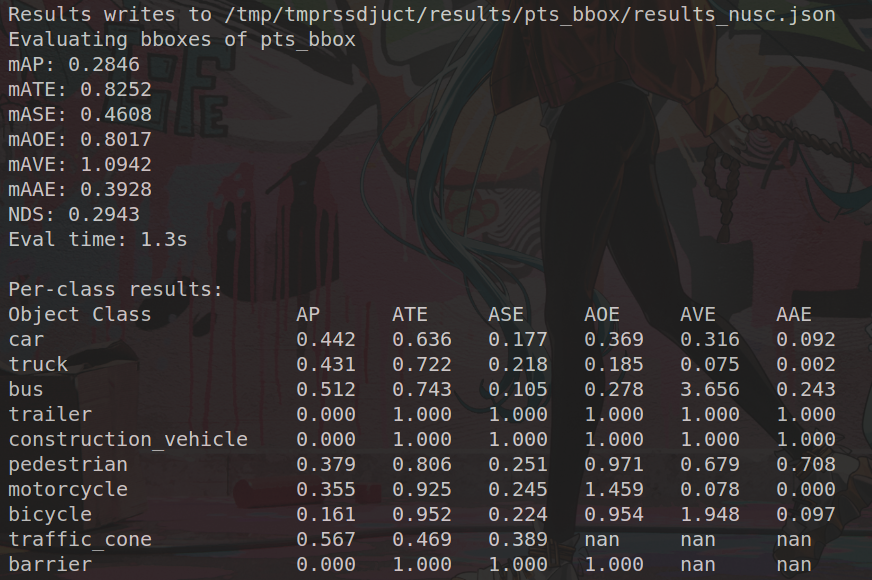 Results writes to /tmp/tmprssdjuct/results/pts_bbox/results_nusc.json
Evaluating bboxes of pts_bbox
mAP: 0.2846
mATE: 0.8252
mASE: 0.4608
mAOE: 0.8017
mAVE: 1.0942
mAAE: 0.3928
NDS: 0.2943
Eval time: 1.3s

Per-class results:
Object Class            AP      ATE     ASE     AOE     AVE     AAE
car                     0.442   0.636   0.177   0.369   0.316   0.092
truck                   0.431   0.722   0.218   0.185   0.075   0.002
bus                     0.512   0.743   0.105   0.278   3.656   0.243
trailer                 0.000   1.000   1.000   1.000   1.000   1.000
construction_vehicle    0.000   1.000   1.000   1.000   1.000   1.000
pedestrian              0.379   0.806   0.251   0.971   0.679   0.708
motorcycle              0.355   0.925   0.245   1.459   0.078   0.000
bicycle                 0.161   0.952   0.224   0.954   1.948   0.097
traffic_cone            0.567   0.469   0.389   nan     nan     nan
barrier                 0.000   1.000   1.000   1.000   nan     nan